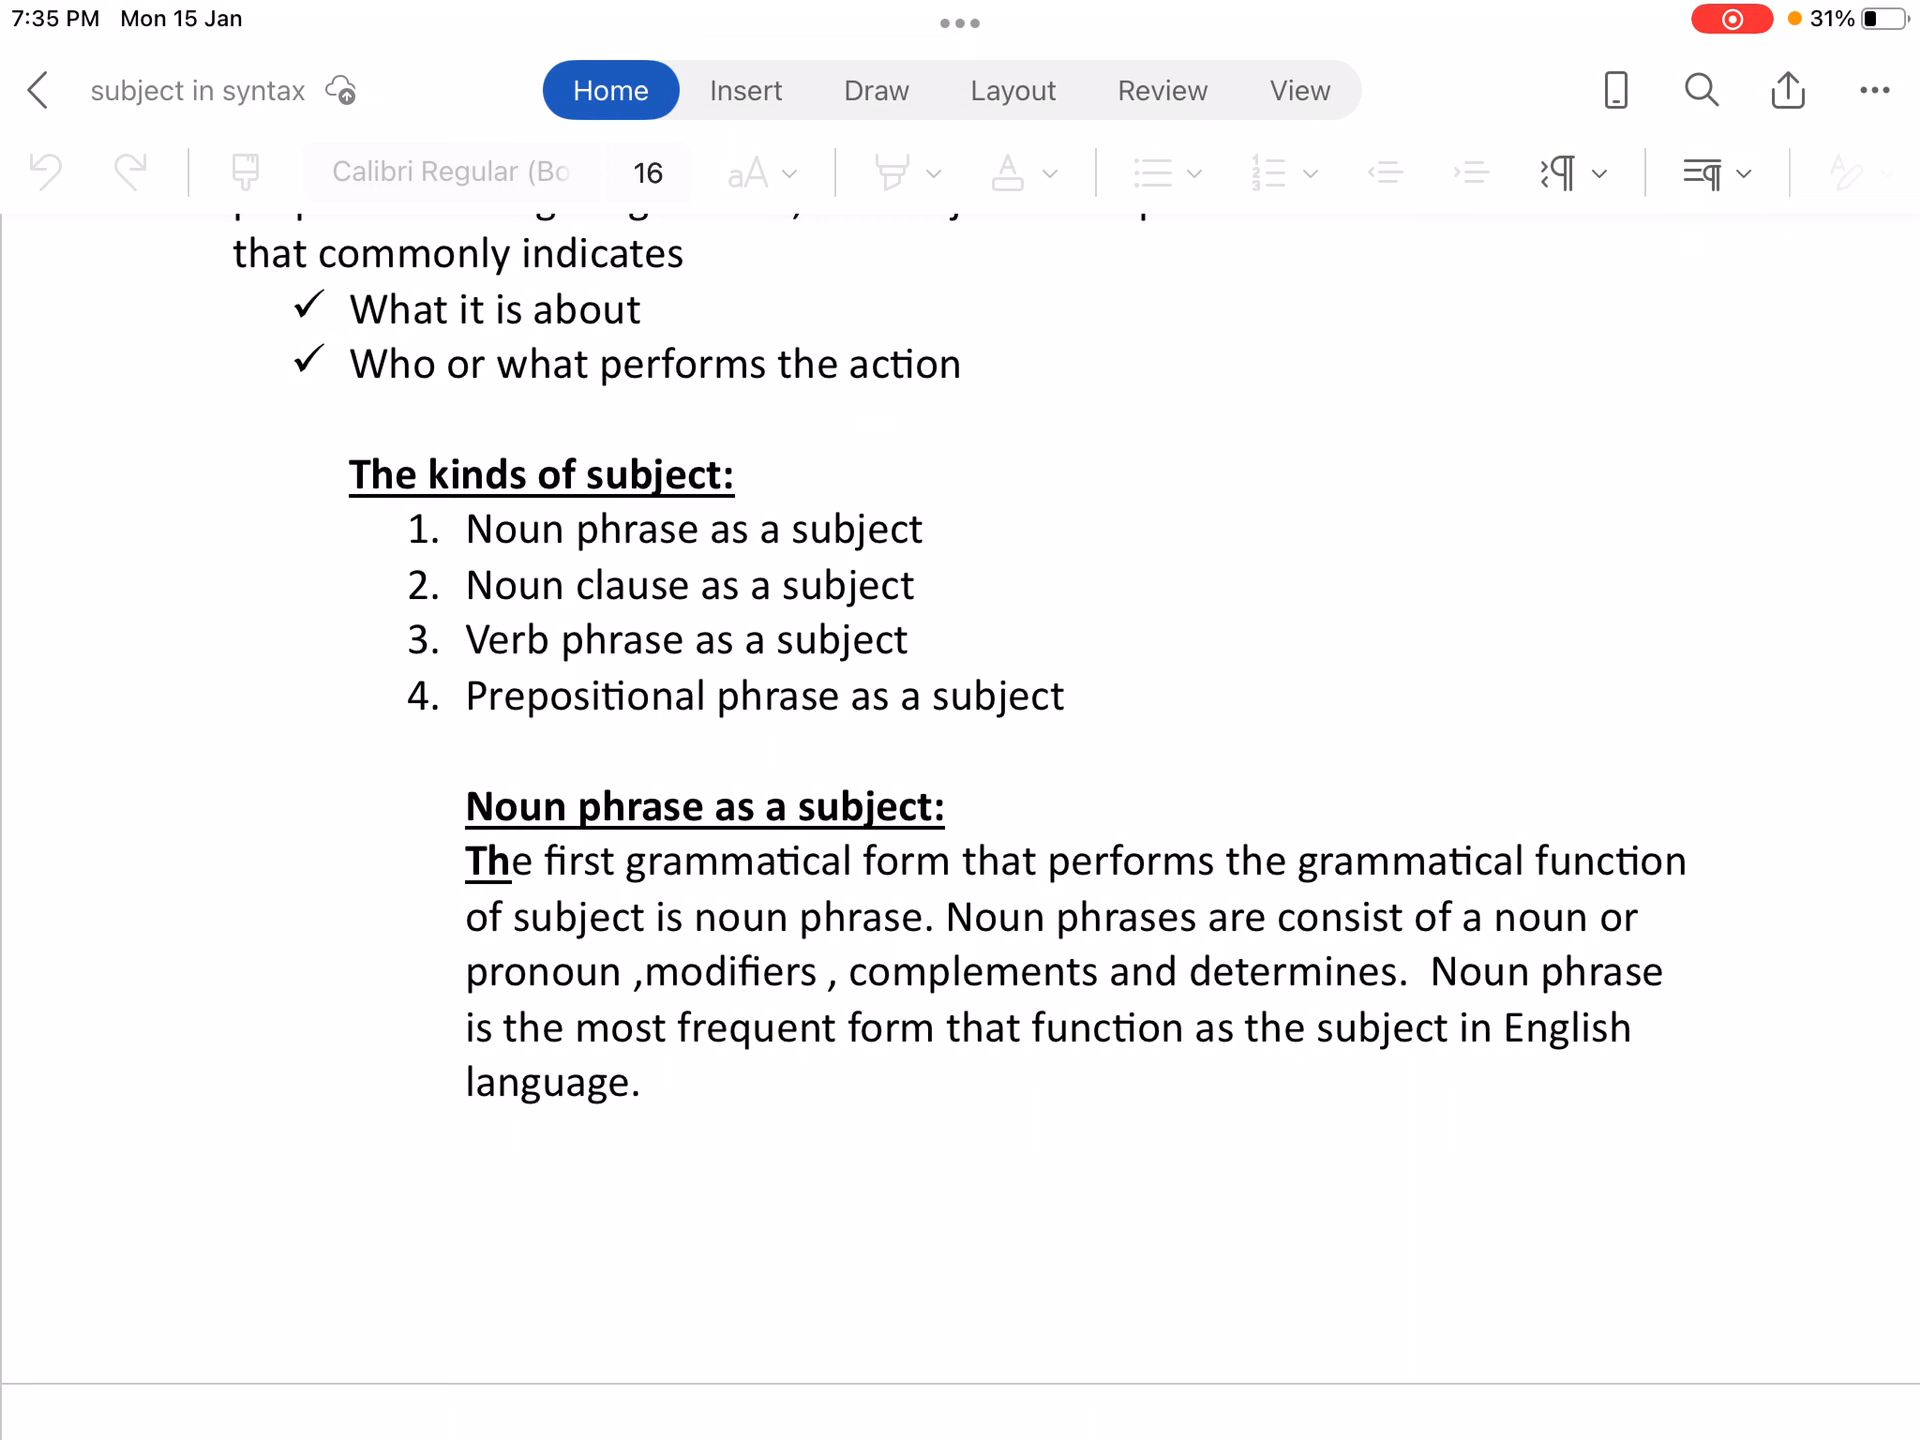 7:35 PM Mon 15 Jan
31%
subject in syntax
Home Insert Draw Layout Review View
Calibri Regular (Bo 16 aA
that commonly indicates
✓ What it is about
✓ Who or what performs the action
The kinds of subject:
1. Noun phrase as a subject
2. Noun clause as a subject
3. Verb phrase as a subject
4. Prepositional phrase as a subject
Noun phrase as a subject:
The first grammatical form that performs the grammatical function
of subject is noun phrase. Noun phrases are consist of a noun or
pronoun ,modifiers , complements and determines.  Noun phrase
is the most frequent form that function as the subject in English
language.